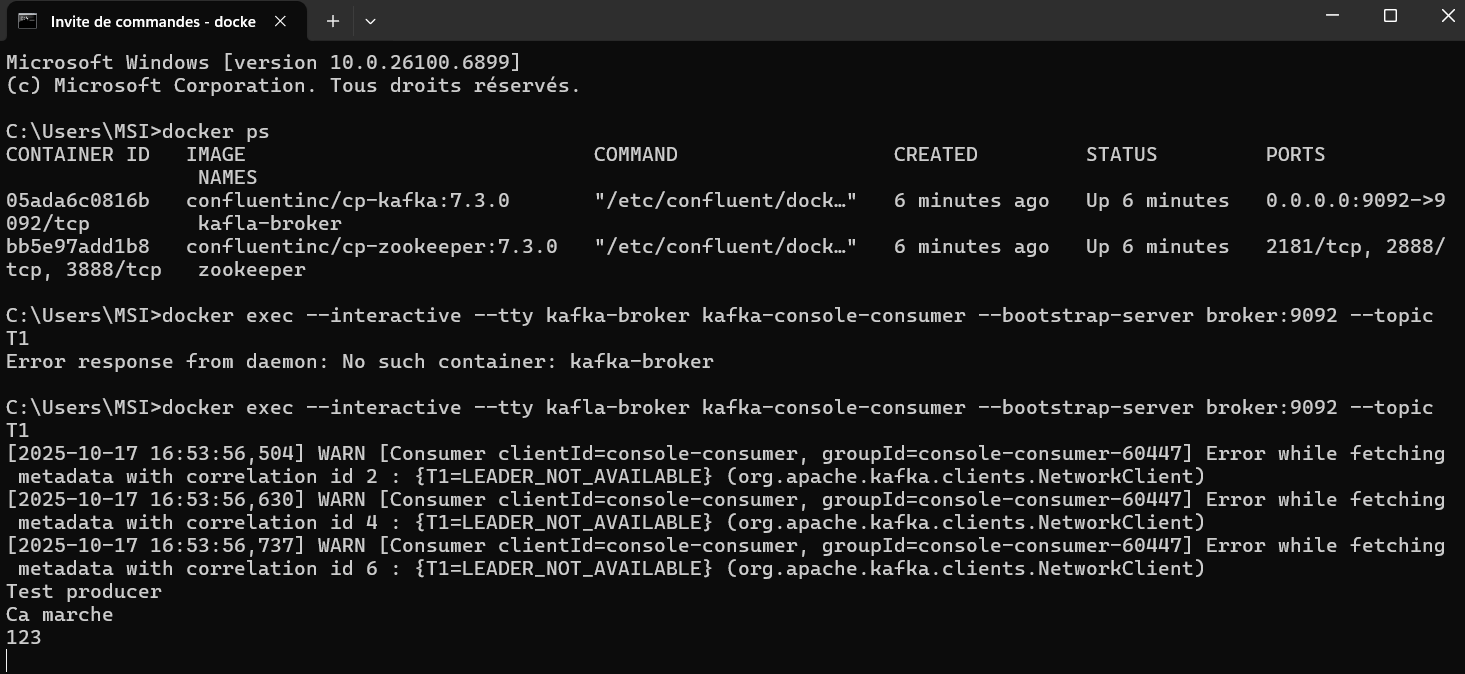 Invite de commandes - docke
Microsoft Windows [version 10.0.26100.6899]
(c) Microsoft Corporation. Tous droits réservés.
C:\Users\MSI>docker ps
CONTAINER ID   IMAGE                             COMMAND                  CREATED         STATUS         PORTS
                NAMES
05ada6c0816b   confluentinc/cp-kafka:7.3.0       "/etc/confluent/dock…"   6 minutes ago   Up 6 minutes   0.0.0.0:9092->9
092/tcp         kafla-broker
bb5e97add1b8   confluentinc/cp-zookeeper:7.3.0   "/etc/confluent/dock…"   6 minutes ago   Up 6 minutes   2181/tcp, 2888/
tcp, 3888/tcp   zookeeper
C:\Users\MSI>docker exec --interactive --tty kafka-broker kafka-console-consumer --bootstrap-server broker:9092 --topic
T1
Error response from daemon: No such container: kafka-broker
C:\Users\MSI>docker exec --interactive --tty kafla-broker kafka-console-consumer --bootstrap-server broker:9092 --topic
T1
[2025-10-17 16:53:56,504] WARN [Consumer clientId=console-consumer, groupId=console-consumer-60447] Error while fetching
 metadata with correlation id 2 : {T1=LEADER_NOT_AVAILABLE} (org.apache.kafka.clients.NetworkClient)
[2025-10-17 16:53:56,630] WARN [Consumer clientId=console-consumer, groupId=console-consumer-60447] Error while fetching
 metadata with correlation id 4 : {T1=LEADER_NOT_AVAILABLE} (org.apache.kafka.clients.NetworkClient)
[2025-10-17 16:53:56,737] WARN [Consumer clientId=console-consumer, groupId=console-consumer-60447] Error while fetching
 metadata with correlation id 6 : {T1=LEADER_NOT_AVAILABLE} (org.apache.kafka.clients.NetworkClient)
Test producer
Ca marche
123